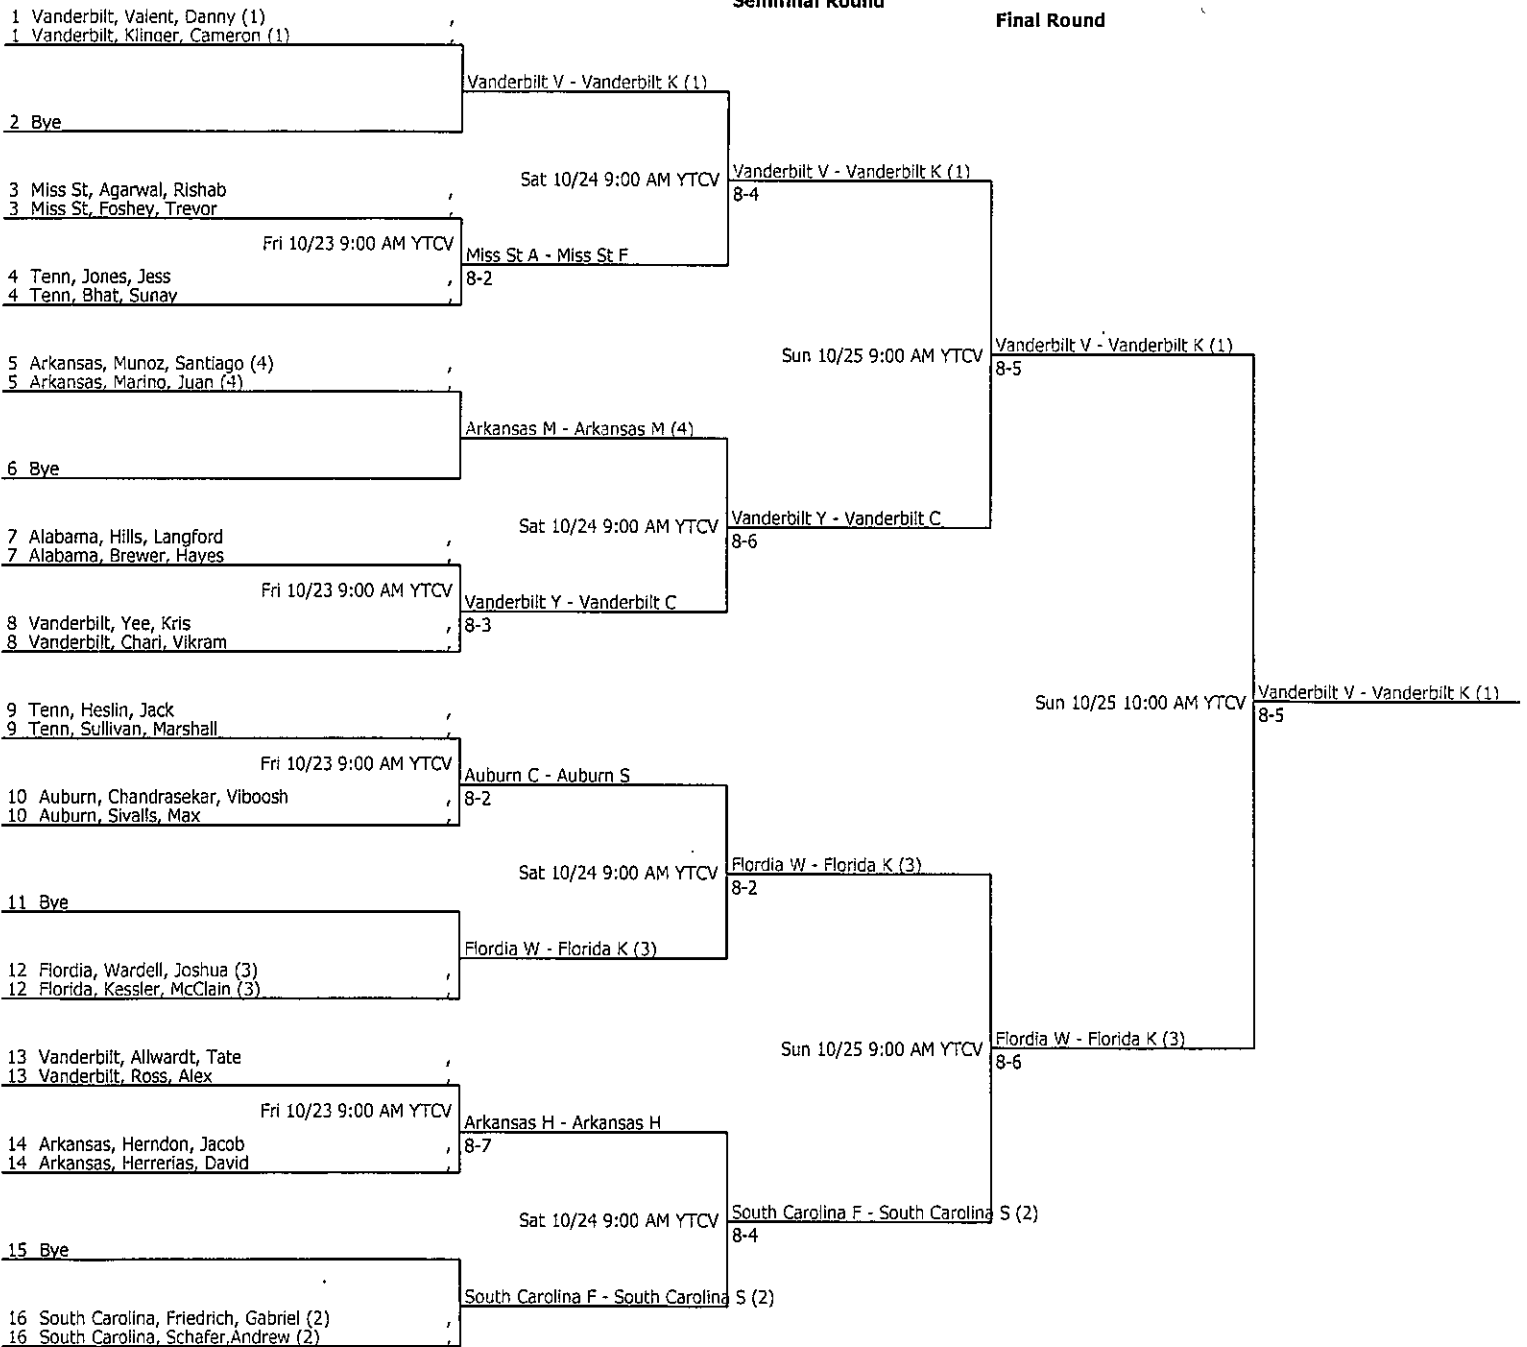 Semifinal Round
Final Round
1 Vanderbilt, Valent, Danny (1) ,
1 Vanderbilt, Klinger, Cameron (1) ,
Vanderbilt V - Vanderbilt K (1)
2 Bye
Sat 10/24 9:00 AM YTCV
Vanderbilt V - Vanderbilt K (1)
8-4
3 Miss St, Agarwal, Rishab ,
3 Miss St, Foshey, Trevor ,
Fri 10/23 9:00 AM YTCV
Miss St A - Miss St F
8-2
4 Tenn, Jones, Jess ,
4 Tenn, Bhat, Sunay ,
Sun 10/25 9:00 AM YTCV
Vanderbilt V - Vanderbilt K (1)
8-5
5 Arkansas, Munoz, Santiago (4) ,
5 Arkansas, Marino, Juan (4) ,
Arkansas M - Arkansas M (4)
6 Bye
Sat 10/24 9:00 AM YTCV
Vanderbilt Y - Vanderbilt C
8-6
7 Alabama, Hills, Langford ,
7 Alabama, Brewer, Hayes ,
Fri 10/23 9:00 AM YTCV
Vanderbilt Y - Vanderbilt C
8-3
8 Vanderbilt, Yee, Kris ,
8 Vanderbilt, Chari, Vikram ,
Sun 10/25 10:00 AM YTCV
Vanderbilt V - Vanderbilt K (1)
8-5
9 Tenn, Heslin, Jack ,
9 Tenn, Sullivan, Marshall ,
Fri 10/23 9:00 AM YTCV
Auburn C - Auburn S
8-2
10 Auburn, Chandrasekar, Viboosh ,
10 Auburn, Sivalls, Max ,
Sat 10/24 9:00 AM YTCV
Flordia W - Florida K (3)
8-2
11 Bye
Flordia W - Florida K (3)
12 Flordia, Wardell, Joshua (3) ,
12 Florida, Kessler, McClain (3) ,
Sun 10/25 9:00 AM YTCV
Flordia W - Florida K (3)
8-6
13 Vanderbilt, Allwardt, Tate ,
13 Vanderbilt, Ross, Alex ,
Fri 10/23 9:00 AM YTCV
Arkansas H - Arkansas H
8-7
14 Arkansas, Herndon, Jacob ,
14 Arkansas, Herrerias, David ,
Sat 10/24 9:00 AM YTCV
South Carolina F - South Carolina S (2)
8-4
15 Bye
South Carolina F - South Carolina S (2)
16 South Carolina, Friedrich, Gabriel (2) ,
16 South Carolina, Schafer,Andrew (2) ,